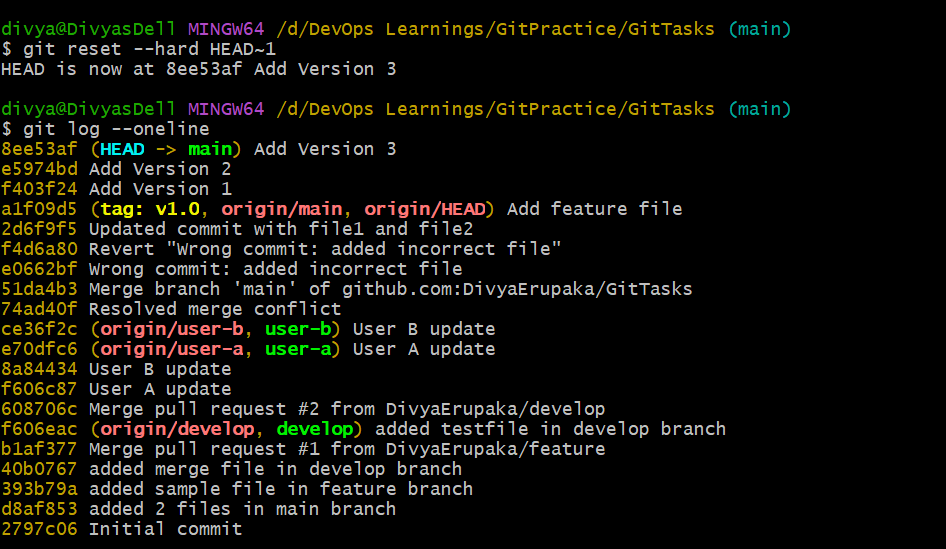 divya@DivyasDell MINGW64 /d/DevOps Learnings/GitPractice/GitTasks (main)
$ git reset --hard HEAD~1
HEAD is now at 8ee53af Add Version 3
divya@DivyasDell MINGW64 /d/DevOps Learnings/GitPractice/GitTasks (main)
$ git log --oneline
8ee53af (HEAD -> main) Add Version 3
e5974bd Add Version 2
f403f24 Add Version 1
a1f09d5 (tag: v1.0, origin/main, origin/HEAD) Add feature file
2d6f9f5 Updated commit with file1 and file2
f4d6a80 Revert "Wrong commit: added incorrect file"
e0662bf Wrong commit: added incorrect file
51da4b3 Merge branch 'main' of github.com:DivyaErupaka/GitTasks
74ad40f Resolved merge conflict
ce36f2c (origin/user-b, user-b) User B update
e70dfc6 (origin/user-a, user-a) User A update
8a84434 User B update
f606c87 User A update
608706c Merge pull request #2 from DivyaErupaka/develop
f606eac (origin/develop, develop) added testfile in develop branch
b1af377 Merge pull request #1 from DivyaErupaka/feature
40b0767 added merge file in develop branch
393b79a added sample file in feature branch
d8af853 added 2 files in main branch
2797c06 Initial commit